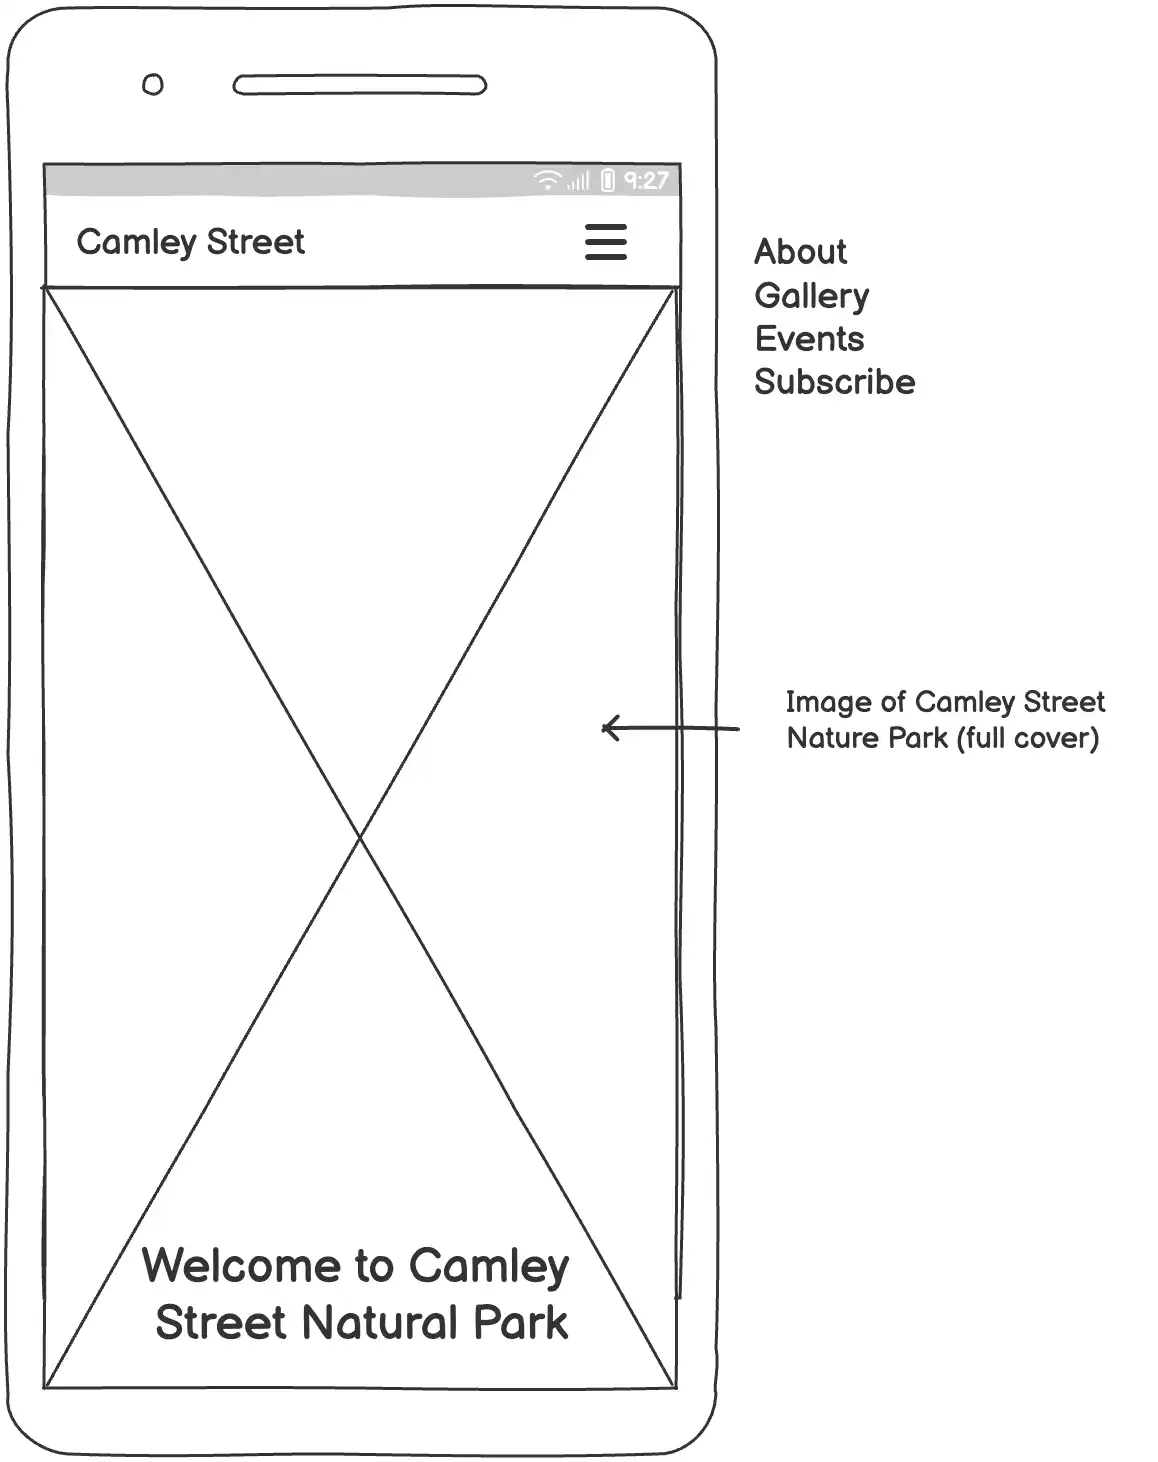 9:27
Camley Street
About
Gallery
Events
Subscribe
Image of Camley Street
Nature Park (full cover)
Welcome to Camley
Street Natural Park